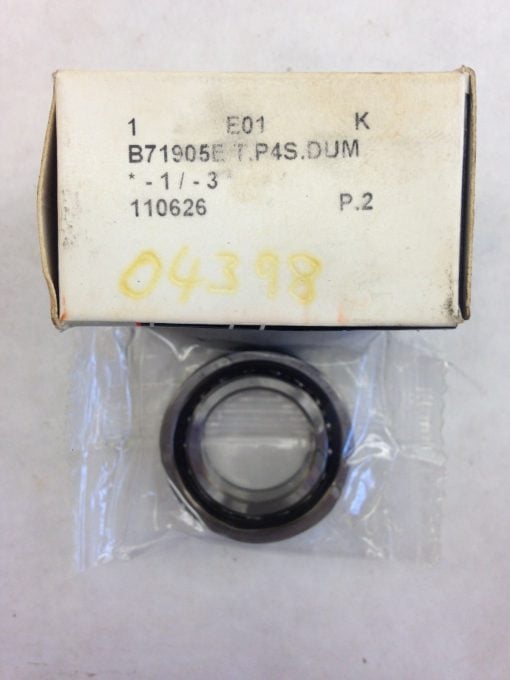 1 E01 K
B71905E T.P4S.DUM
* - 1 / - 3
110626 P.2
04398